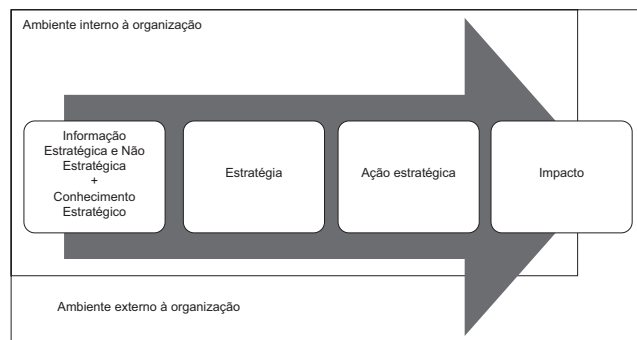 Ambiente interno à organização
Informação
Estratégica e Não
Estratégica
+
Conhecimento
Estratégico
Estratégia
Ação estratégica
Impacto
Ambiente externo à organização